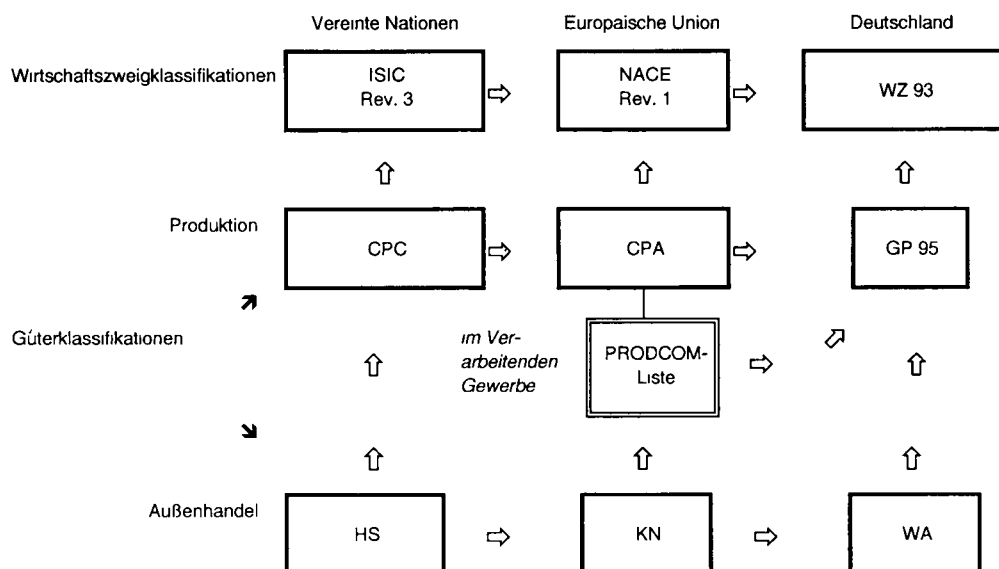 Vereinte Nationen
Europaische Union
Deutschland
Wirtschaftszweigklassifikationen
ISIC
Rev. 3
NACE
Rev. 1
WZ 93
Produktion
CPC
CPA
GP 95
Güterklassifikationen
im Ver-
arbeitenden
Gewerbe
PRODCOM-
Liste
Außenhandel
HS
KN
WA